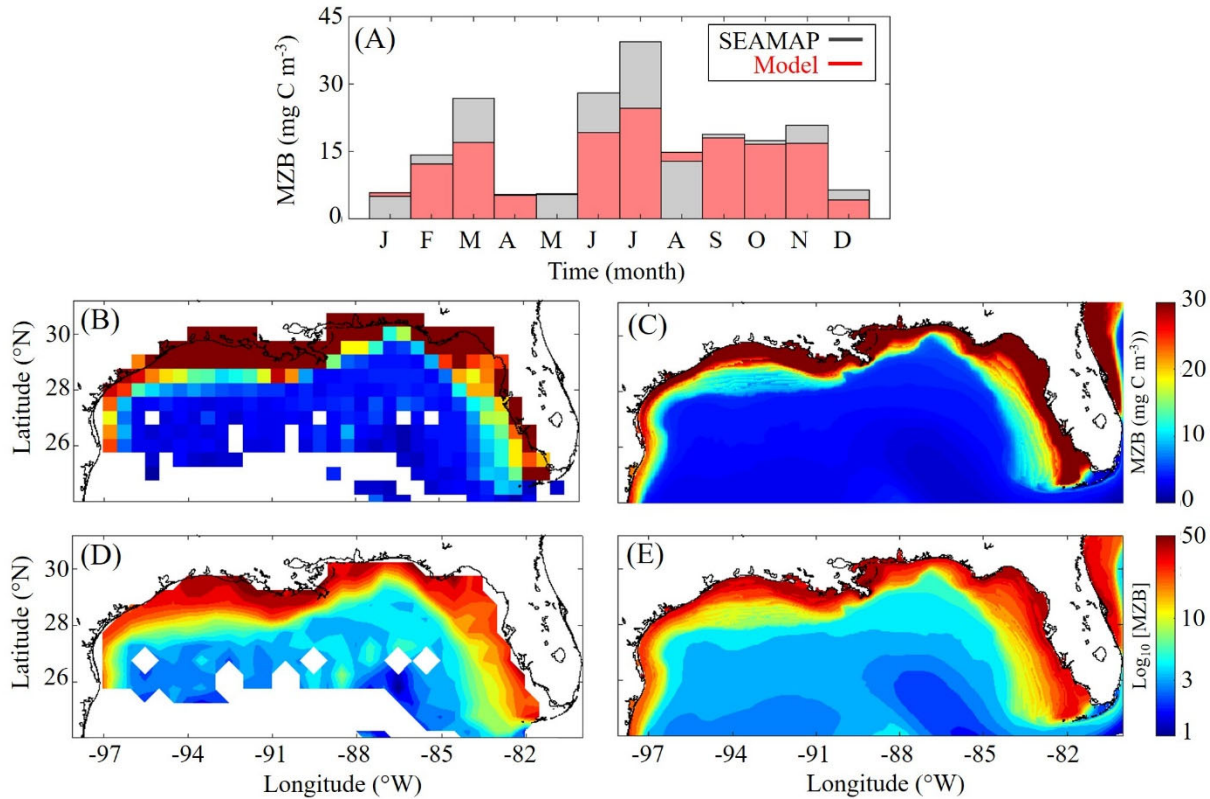 (A)
MZB (mg C m⁻³)
45
30
15
0
SEAMAP
Model
J F M A M J J A S O N D
Time (month)
(B)
Latitude (°N)
30
28
26
(C)
30
20
10
0
MZB (mg C m⁻³))
(D)
Latitude (°N)
30
28
26
-97 -94 -91 -88 -85 -82
Longitude (°W)
(E)
-97 -94 -91 -88 -85 -82
Longitude (°W)
50
10
3
1
Log₁₀ [MZB]